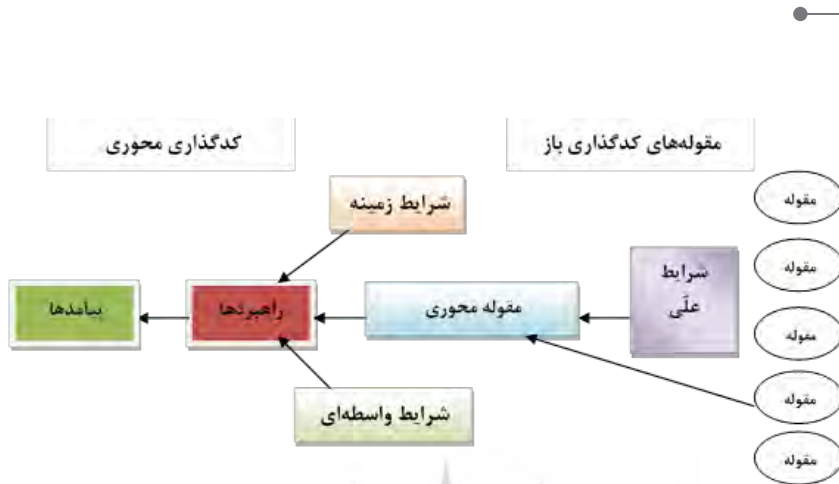 مقوله‌های کدگذاری باز
کدگذاری محوری
مقوله
شرایط زمینه
شرایط
علّی
مقوله
مقوله محوری
راهبردها
پیامدها
مقوله
شرایط واسطه‌ای
مقوله
مقوله